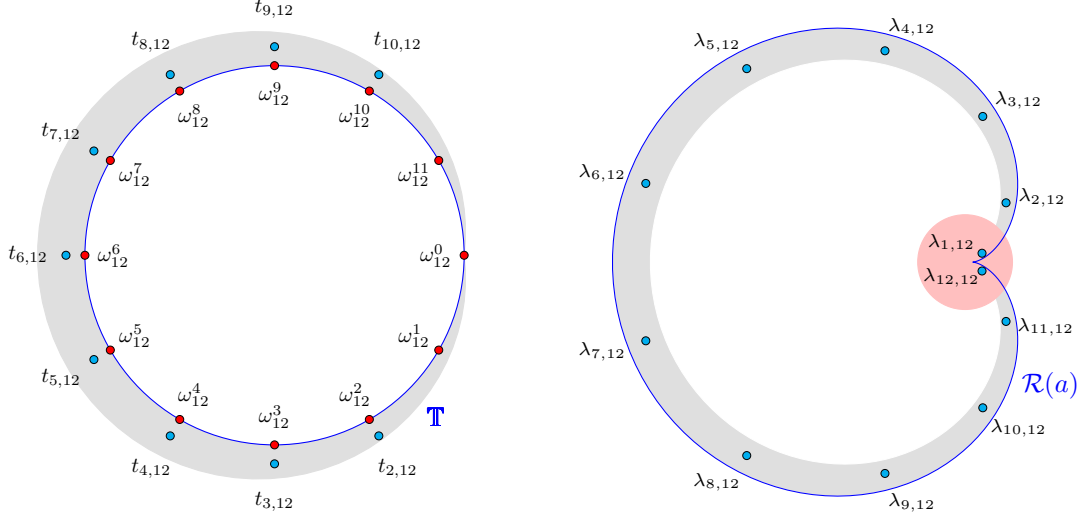 t_{9,12}
t_{8,12}
t_{10,12}
ω_{12}^{9}
ω_{12}^{8}
ω_{12}^{10}
t_{7,12}
ω_{12}^{7}
ω_{12}^{11}
t_{6,12}
ω_{12}^{6}
ω_{12}^{0}
ω_{12}^{5}
ω_{12}^{1}
t_{5,12}
ω_{12}^{4}
ω_{12}^{3}
ω_{12}^{2}
𝕋
t_{4,12}
t_{2,12}
t_{3,12}
λ_{4,12}
λ_{5,12}
λ_{3,12}
λ_{6,12}
λ_{2,12}
λ_{1,12}
λ_{12,12}
λ_{11,12}
λ_{7,12}
ℛ(a)
λ_{10,12}
λ_{8,12}
λ_{9,12}